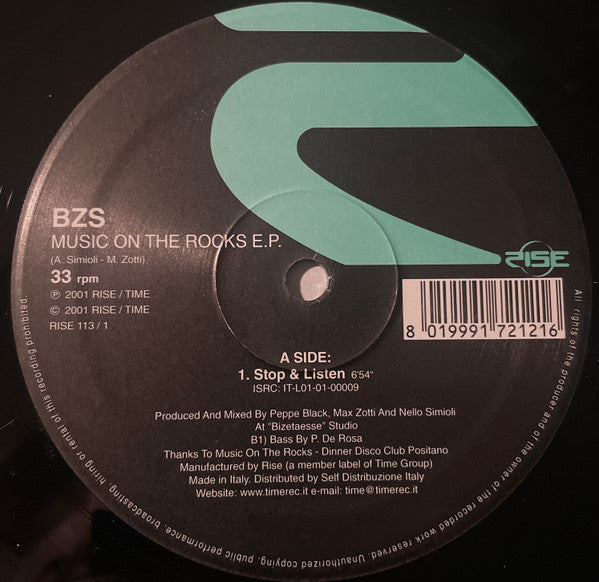 BZS
MUSIC ON THE ROCKS E.P.
(A. Simioli - M. Zotti)
33 rpm
℗ 2001 RISE / TIME
© 2001 RISE / TIME
RISE 113 / 1
RISE
8 019991 721216
A SIDE:
1. Stop & Listen 6'54"
ISRC: IT-L01-01-00009
Produced And Mixed By Peppe Black, Max Zotti And Nello Simioli
At "Bizetaesse" Studio
B1) Bass By P. De Rosa
Thanks To Music On The Rocks - Dinner Disco Club Positano
Manufactured by Rise (a member label of Time Group)
Made in Italy. Distributed by Self Distribuzione Italy
Website: www.timerec.it e-mail: time@timerec.it
All rights of the producer and of the owner of the recorded work reserved. Unauthorized copying, public performance, broadcasting, hiring or rental of this recording prohibited.